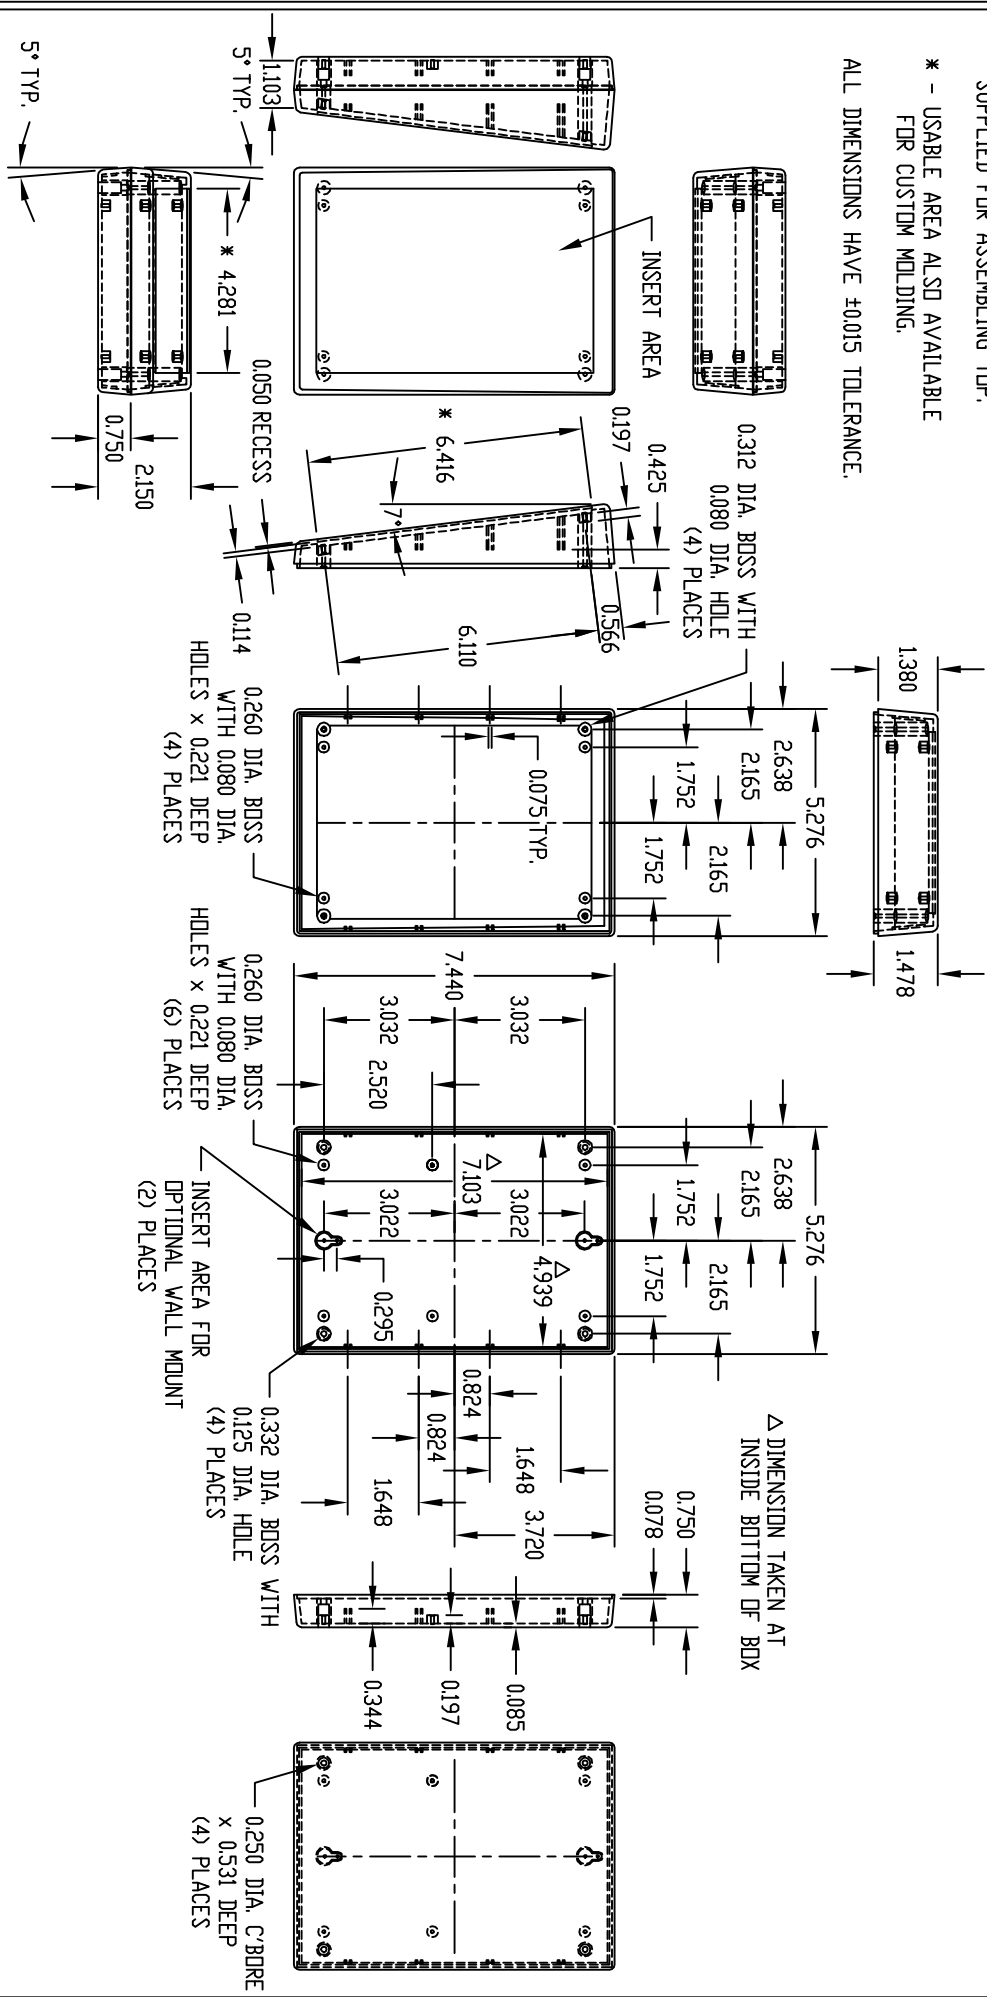 SUPPLIED FOR ASSEMBLING TOP.
* - USABLE AREA ALSO AVAILABLE
FOR CUSTOM MOLDING.
ALL DIMENSIONS HAVE ±0.015 TOLERANCE.
△ DIMENSION TAKEN AT
INSIDE BOTTOM OF BOX
1.103
5° TYP.
5° TYP.
* 4.281
0.750
2.150
INSERT AREA
0.050 RECESS
* 6.416
7°
0.197
0.425
0.566
6.110
0.114
0.312 DIA. BOSS WITH
0.080 DIA. HOLE
(4) PLACES
1.380
1.478
5.276
2.638
2.165
1.752
2.165
1.752
0.075 TYP.
0.260 DIA. BOSS
WITH 0.080 DIA.
HOLES x 0.221 DEEP
(4) PLACES
7.440
3.032
3.032
2.520
5.276
2.638
2.165
1.752
2.165
1.752
△
7.103
3.022
3.022
△
4.939
0.295
0.260 DIA. BOSS
WITH 0.080 DIA.
HOLES x 0.221 DEEP
(6) PLACES
INSERT AREA FOR
OPTIONAL WALL MOUNT
(2) PLACES
0.332 DIA. BOSS WITH
0.125 DIA. HOLE
(4) PLACES
0.824
0.824
1.648
1.648
3.720
0.750
0.078
0.085
0.197
0.344
0.250 DIA. C'BORE
x 0.531 DEEP
(4) PLACES